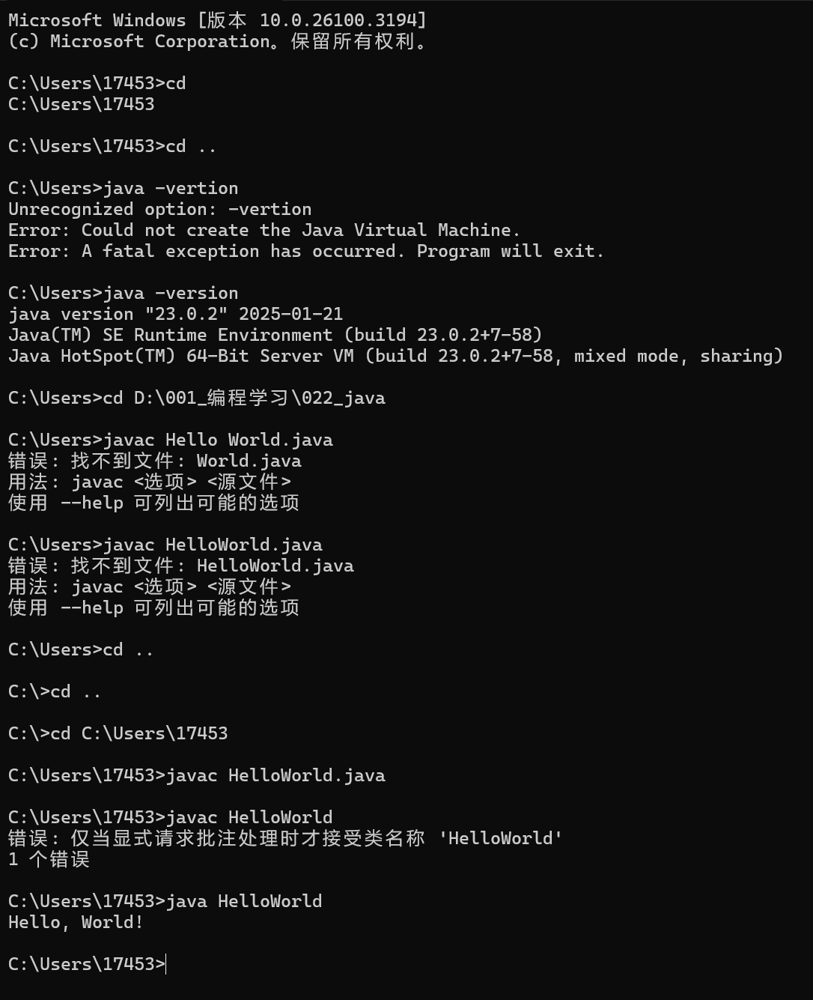 Microsoft Windows [版本 10.0.26100.3194]
(c) Microsoft Corporation。保留所有权利。
C:\Users\17453>cd
C:\Users\17453
C:\Users\17453>cd ..
C:\Users>java -vertion
Unrecognized option: -vertion
Error: Could not create the Java Virtual Machine.
Error: A fatal exception has occurred. Program will exit.
C:\Users>java -version
java version "23.0.2" 2025-01-21
Java(TM) SE Runtime Environment (build 23.0.2+7-58)
Java HotSpot(TM) 64-Bit Server VM (build 23.0.2+7-58, mixed mode, sharing)
C:\Users>cd D:\001_编程学习\022_java
C:\Users>javac Hello World.java
错误: 找不到文件: World.java
用法: javac <选项> <源文件>
使用 --help 可列出可能的选项
C:\Users>javac HelloWorld.java
错误: 找不到文件: HelloWorld.java
用法: javac <选项> <源文件>
使用 --help 可列出可能的选项
C:\Users>cd ..
C:\>cd ..
C:\>cd C:\Users\17453
C:\Users\17453>javac HelloWorld.java
C:\Users\17453>javac HelloWorld
错误: 仅当显式请求批注处理时才接受类名称 'HelloWorld'
1 个错误
C:\Users\17453>java HelloWorld
Hello, World!
C:\Users\17453>